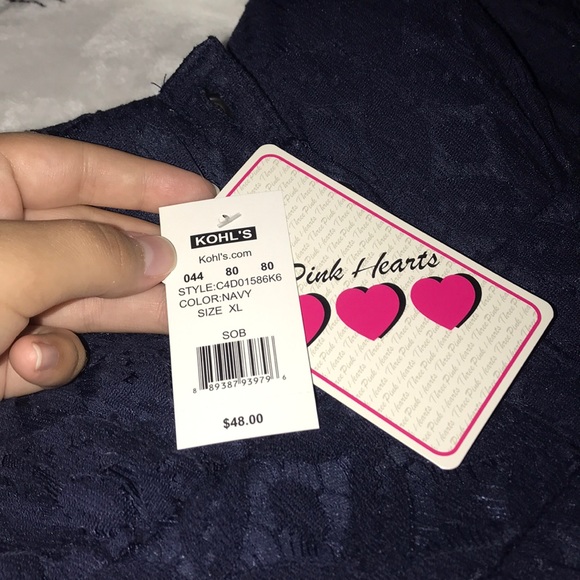 KOHL'S
Kohl's.com
044 80 80
STYLE:C4D01586K6
COLOR:NAVY
SIZE XL
SOB
8 89387 93979 6
$48.00
Pink Hearts